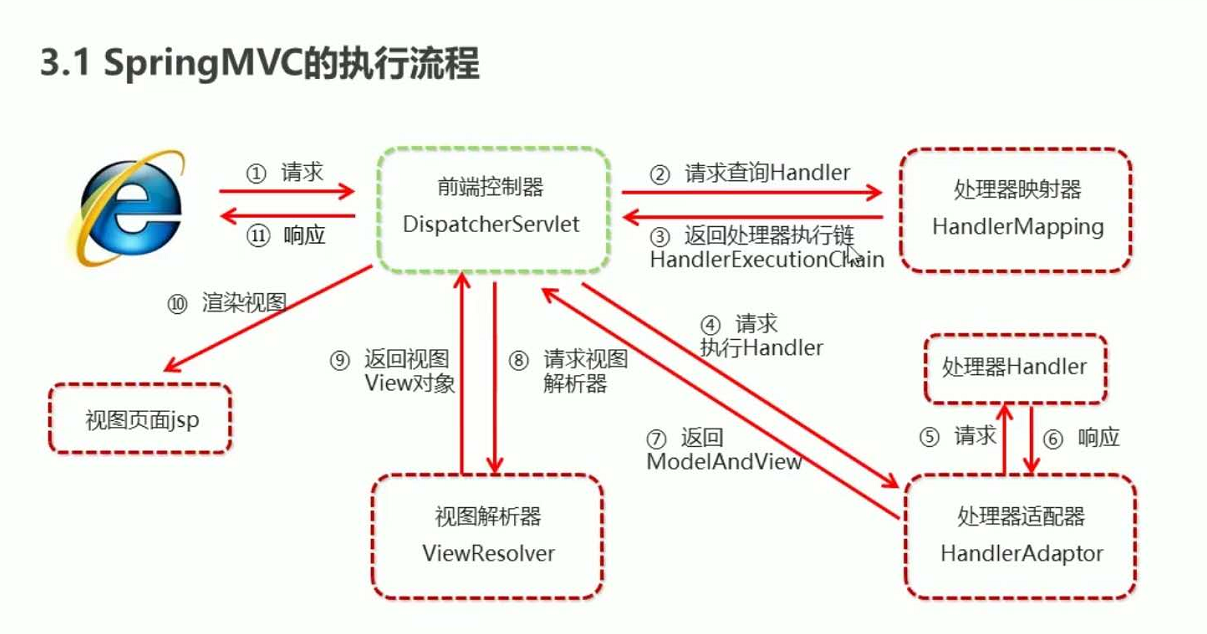 3.1 SpringMVC的执行流程
① 请求
⑪ 响应
前端控制器
DispatcherServlet
② 请求查询Handler
③ 返回处理器执行链
HandlerExecutionChain
处理器映射器
HandlerMapping
⑩ 渲染视图
④ 请求
执行Handler
⑨ 返回视图
View对象
⑧ 请求视图
解析器
处理器Handler
视图页面jsp
⑦ 返回
ModelAndView
⑤ 请求
⑥ 响应
视图解析器
ViewResolver
处理器适配器
HandlerAdaptor